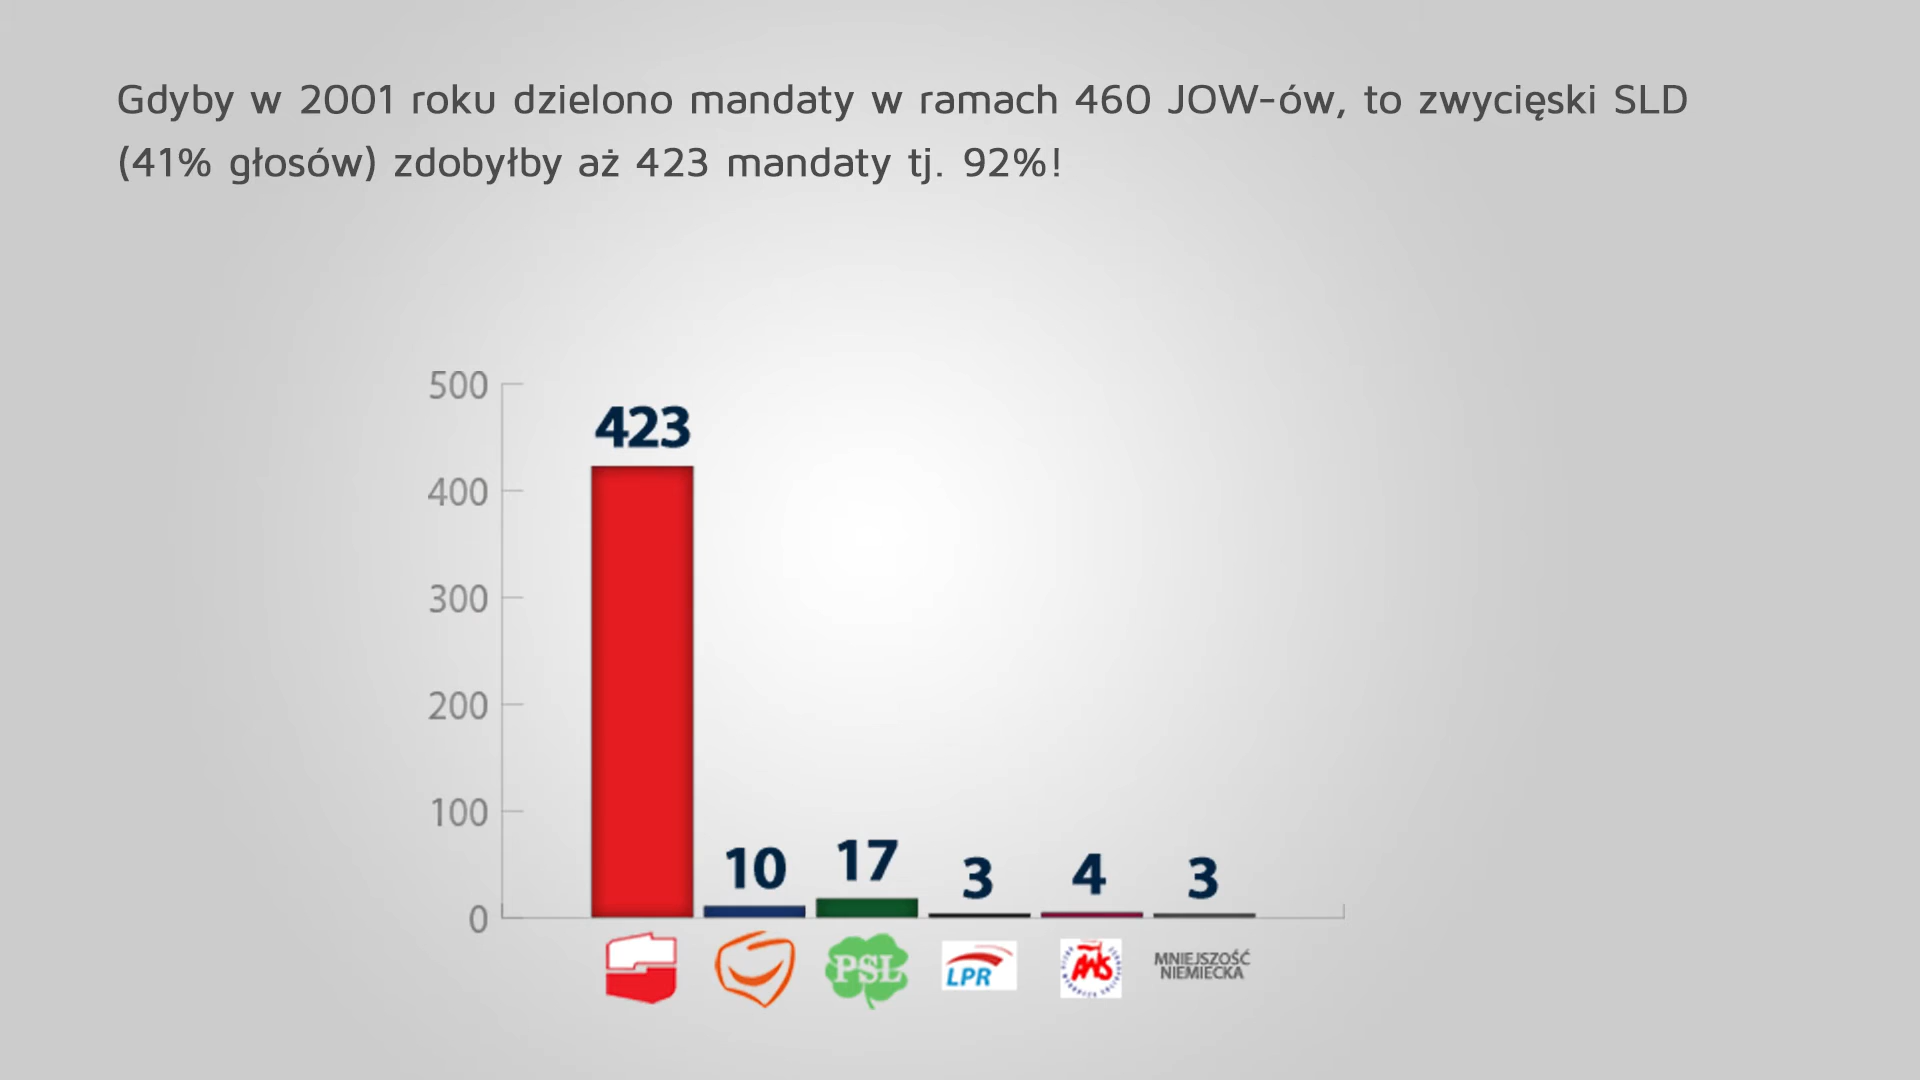 Gdyby w 2001 roku dzielono mandaty w ramach 460 JOW-ów, to zwycięski SLD
(41% głosów) zdobyłby aż 423 mandaty tj. 92%!
500
400
300
200
100
0
423
10
17
3
4
3
PSL
LPR
AWS
MNIEJSZOŚĆ
NIEMIECKA